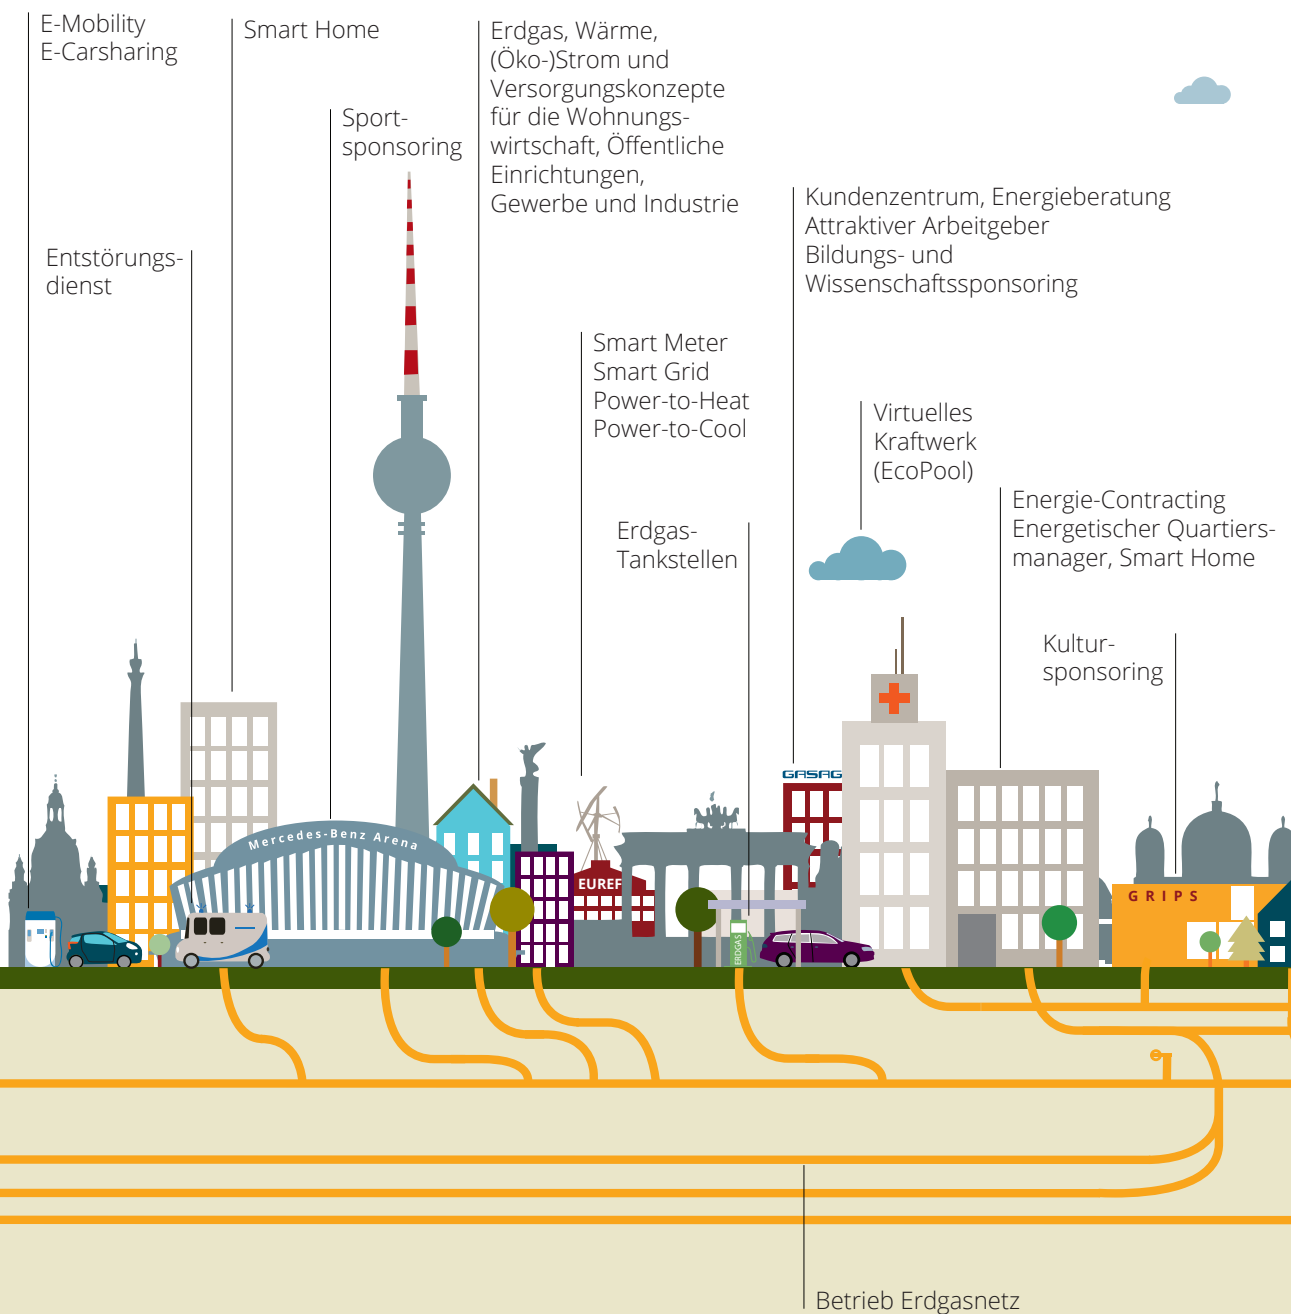 E-Mobility
E-Carsharing
Smart Home
Erdgas, Wärme,
(Öko-)Strom und
Versorgungskonzepte
für die Wohnungs-
wirtschaft, Öffentliche
Einrichtungen,
Gewerbe und Industrie
Sport-
sponsoring
Kundenzentrum, Energieberatung
Attraktiver Arbeitgeber
Bildungs- und
Wissenschaftssponsoring
Entstörungs-
dienst
Smart Meter
Smart Grid
Power-to-Heat
Power-to-Cool
Virtuelles
Kraftwerk
(EcoPool)
Energie-Contracting
Energetischer Quartiers-
manager, Smart Home
Erdgas-
Tankstellen
Kultur-
sponsoring
GASAG
Mercedes-Benz Arena
EUREF
GRIPS
ERDGAS
Betrieb Erdgasnetz